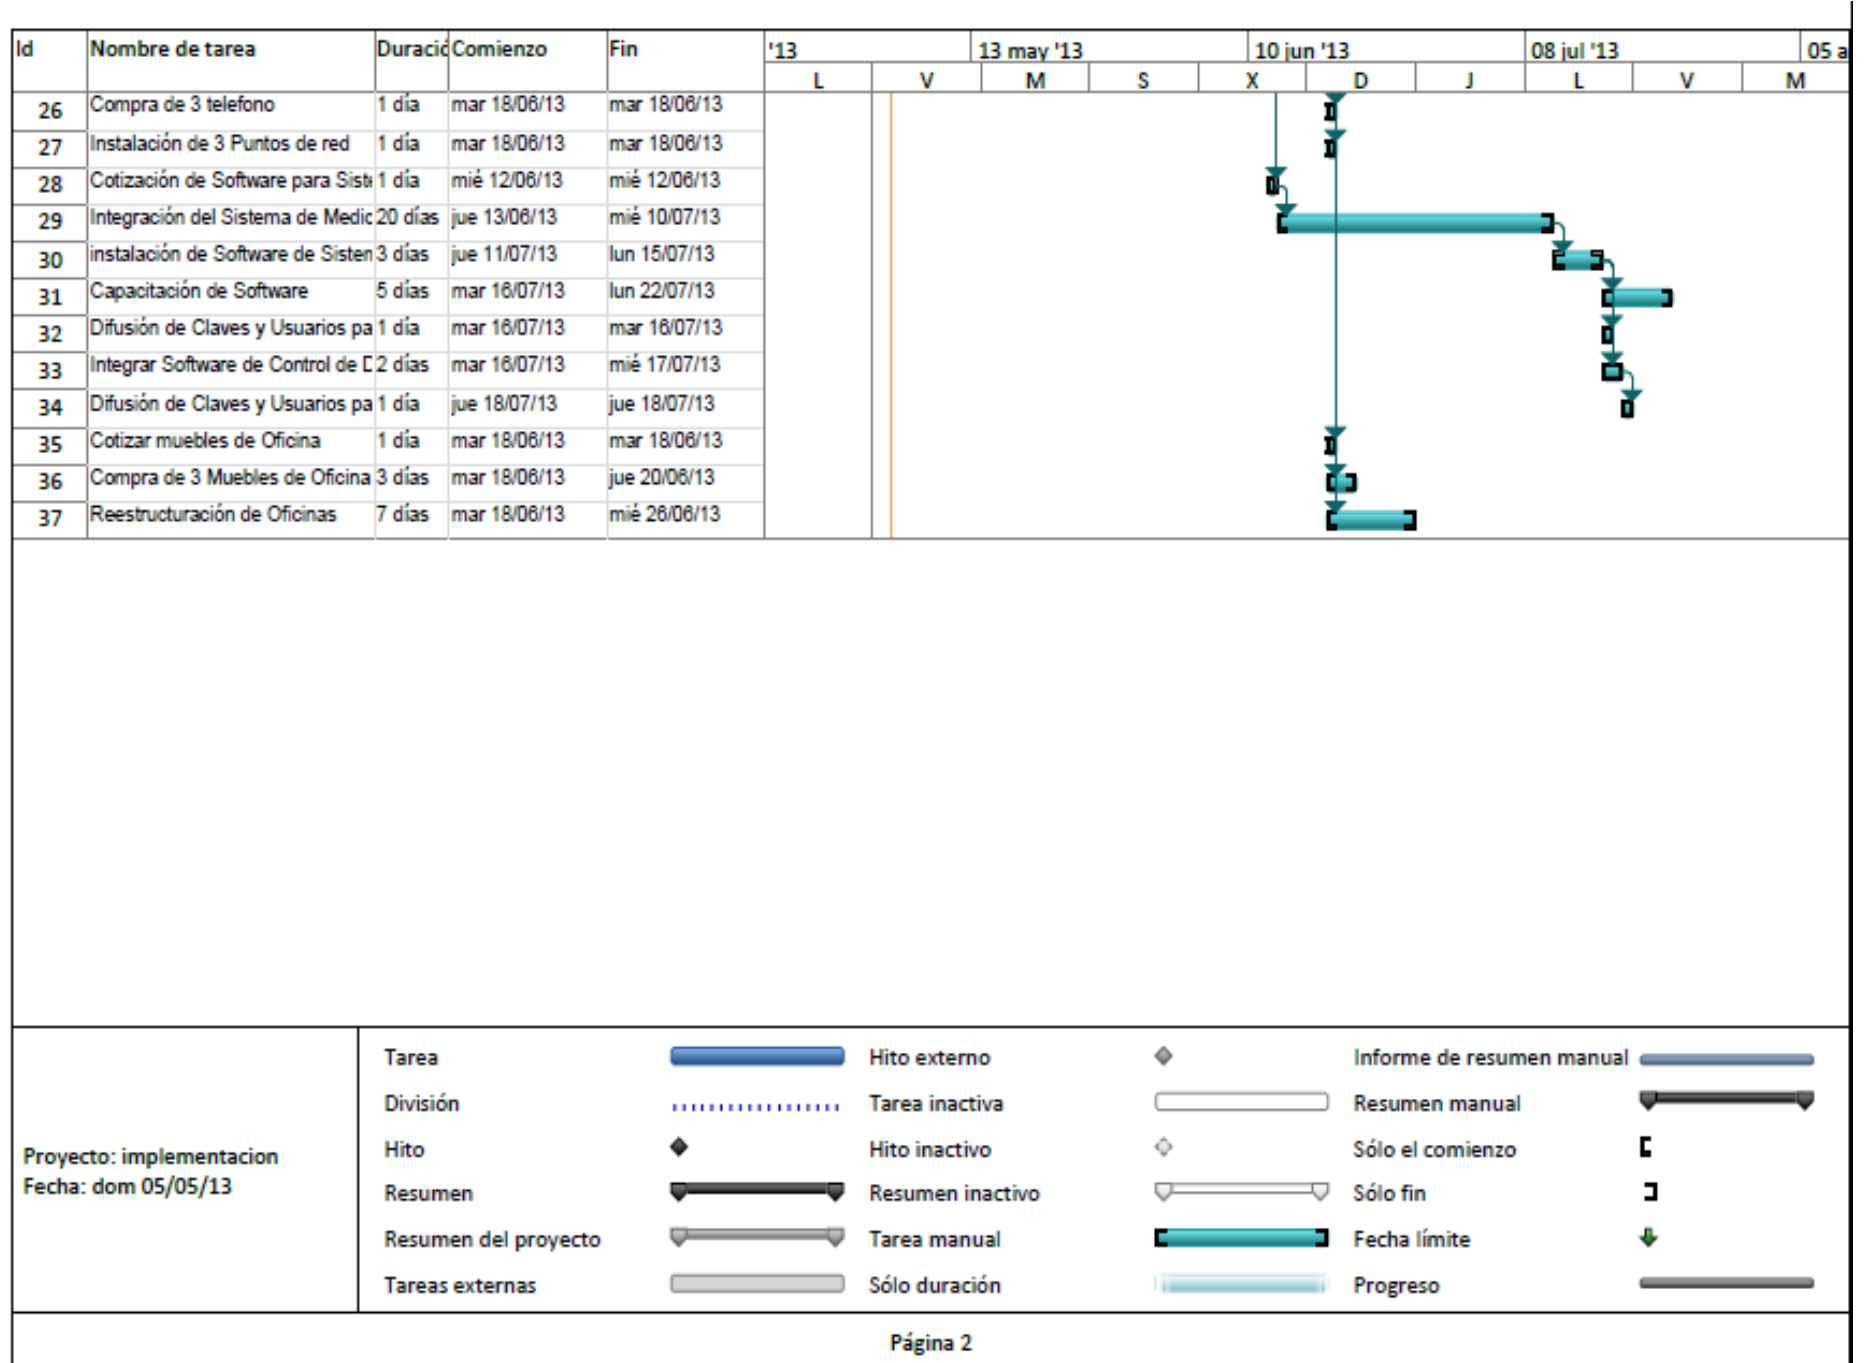 Id Nombre de tarea Duració Comienzo Fin '13 13 may '13 10 jun '13 08 jul '13 05 a
L V M S X D J L V M
26 Compra de 3 telefono 1 día mar 18/06/13 mar 18/06/13
27 Instalación de 3 Puntos de red 1 día mar 18/06/13 mar 18/06/13
28 Cotización de Software para Siste 1 día mié 12/06/13 mié 12/06/13
29 Integración del Sistema de Medic 20 días jue 13/06/13 mié 10/07/13
30 instalación de Software de Sistem 3 días jue 11/07/13 lun 15/07/13
31 Capacitación de Software 5 días mar 16/07/13 lun 22/07/13
32 Difusión de Claves y Usuarios pa 1 día mar 16/07/13 mar 16/07/13
33 Integrar Software de Control de D 2 días mar 16/07/13 mié 17/07/13
34 Difusión de Claves y Usuarios pa 1 día jue 18/07/13 jue 18/07/13
35 Cotizar muebles de Oficina 1 día mar 18/06/13 mar 18/06/13
36 Compra de 3 Muebles de Oficina 3 días mar 18/06/13 jue 20/06/13
37 Reestructuración de Oficinas 7 días mar 18/06/13 mié 26/06/13
Proyecto: implementacion
Fecha: dom 05/05/13
Tarea Hito externo Informe de resumen manual
División Tarea inactiva Resumen manual
Hito Hito inactivo Sólo el comienzo
Resumen Resumen inactivo Sólo fin
Resumen del proyecto Tarea manual Fecha límite
Tareas externas Sólo duración Progreso
Página 2